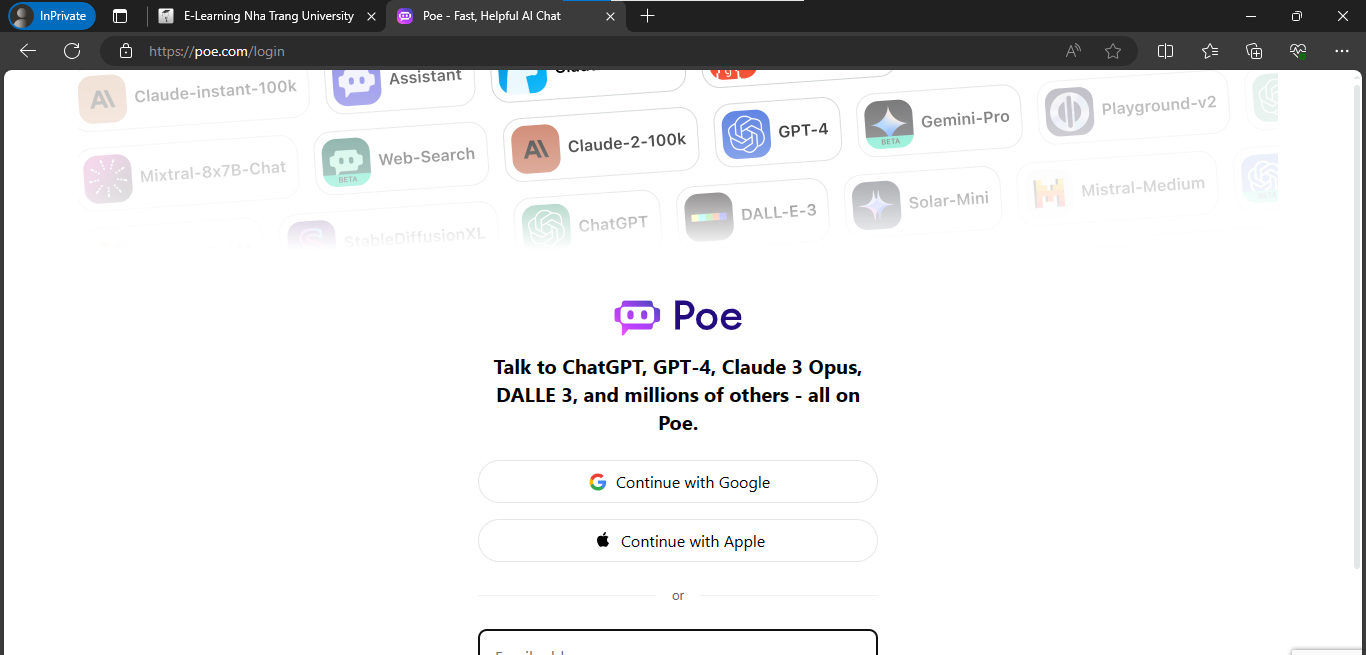 InPrivate
E-Learning Nha Trang University
Poe - Fast, Helpful AI Chat
https://poe.com/login
Claude-instant-100k
Assistant
Mixtral-8x7B-Chat
Web-Search
BETA
Claude-2-100k
GPT-4
Gemini-Pro
BETA
Playground-v2
StableDiffusionXL
ChatGPT
DALL-E-3
Solar-Mini
Mistral-Medium
Poe
Talk to ChatGPT, GPT-4, Claude 3 Opus,
DALLE 3, and millions of others - all on
Poe.
Continue with Google
Continue with Apple
or